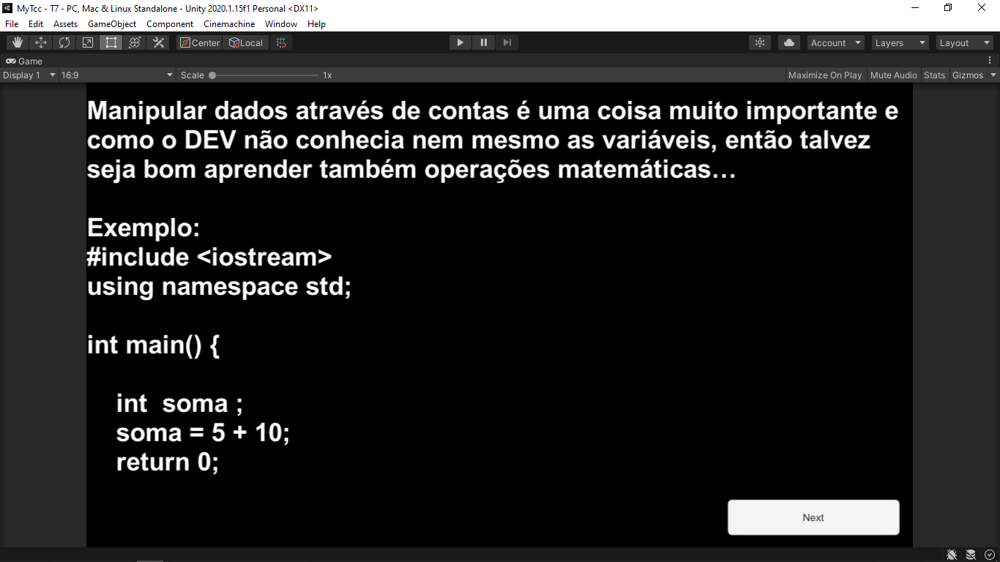 MyTcc - T7 - PC, Mac & Linux Standalone - Unity 2020.1.15f1 Personal <DX11>
File Edit Assets GameObject Component Cinemachine Window Help
Center Local Account Layers Layout
Game
Display 1 16:9 Scale 1x Maximize On Play Mute Audio Stats Gizmos
Manipular dados através de contas é uma coisa muito importante e
como o DEV não conhecia nem mesmo as variáveis, então talvez
seja bom aprender também operações matemáticas...
Exemplo:
#include <iostream>
using namespace std;
int main() {
int  soma ;
soma = 5 + 10;
return 0;
Next